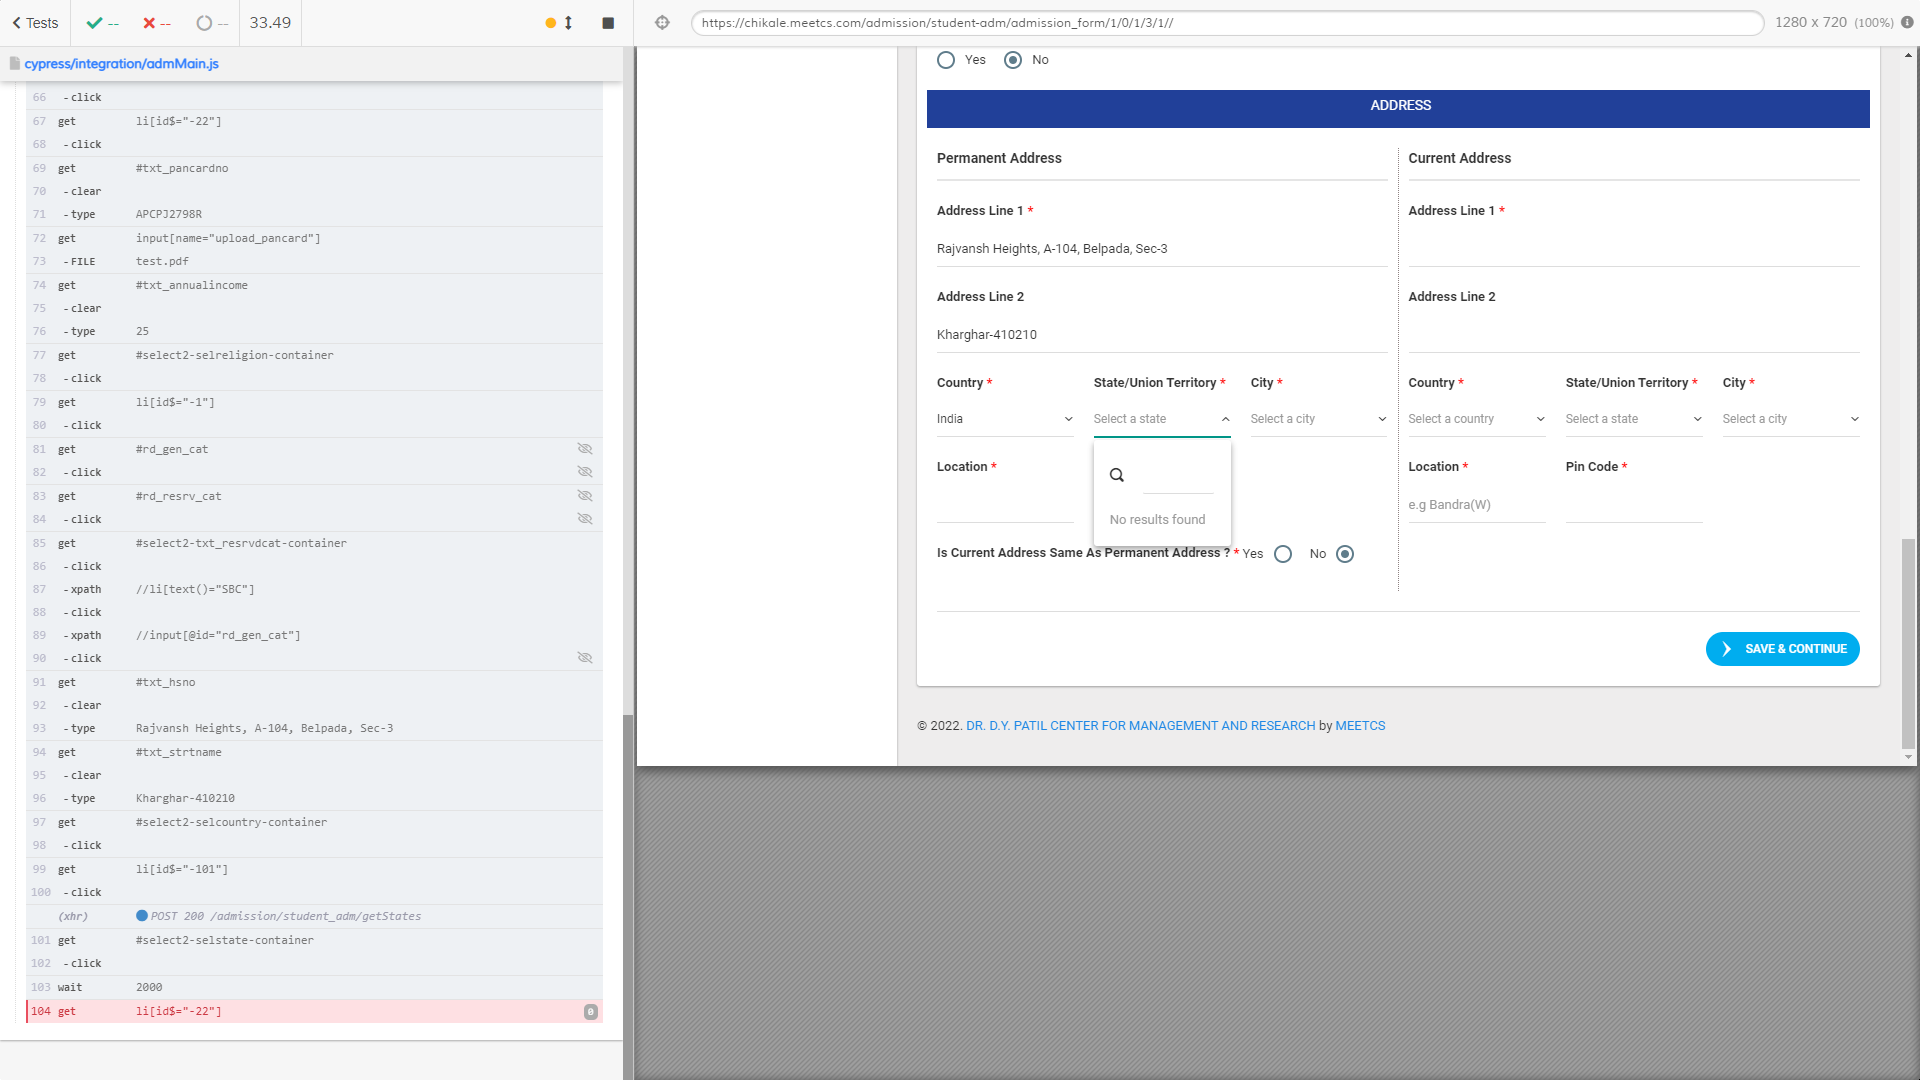 Tests
--
--
--
33.49
https://chikale.meetcs.com/admission/student-adm/admission_form/1/0/1/3/1//
1280 x 720 (100%)
cypress/integration/admMain.js
66 -click
67 get li[id$="-22"]
68 -click
69 get #txt_pancardno
70 -clear
71 -type APCPJ2798R
72 get input[name="upload_pancard"]
73 -FILE test.pdf
74 get #txt_annualincome
75 -clear
76 -type 25
77 get #select2-selreligion-container
78 -click
79 get li[id$="-1"]
80 -click
81 get #rd_gen_cat
82 -click
83 get #rd_resrv_cat
84 -click
85 get #select2-txt_resrvdcat-container
86 -click
87 -xpath //li[text()="SBC"]
88 -click
89 -xpath //input[@id="rd_gen_cat"]
90 -click
91 get #txt_hsno
92 -clear
93 -type Rajvansh Heights, A-104, Belpada, Sec-3
94 get #txt_strtname
95 -clear
96 -type Kharghar-410210
97 get #select2-selcountry-container
98 -click
99 get li[id$="-101"]
100 -click
(xhr) POST 200 /admission/student_adm/getStates
101 get #select2-selstate-container
102 -click
103 wait 2000
104 get li[id$="-22"] 0
Yes No
ADDRESS
Permanent Address
Address Line 1 *
Rajvansh Heights, A-104, Belpada, Sec-3
Address Line 2
Kharghar-410210
Country * State/Union Territory * City *
India Select a state Select a city
Location *
No results found
Is Current Address Same As Permanent Address ? * Yes No
Current Address
Address Line 1 *
Address Line 2
Country * State/Union Territory * City *
Select a country Select a state Select a city
Location * Pin Code *
e.g Bandra(W)
SAVE & CONTINUE
© 2022. DR. D.Y. PATIL CENTER FOR MANAGEMENT AND RESEARCH by MEETCS